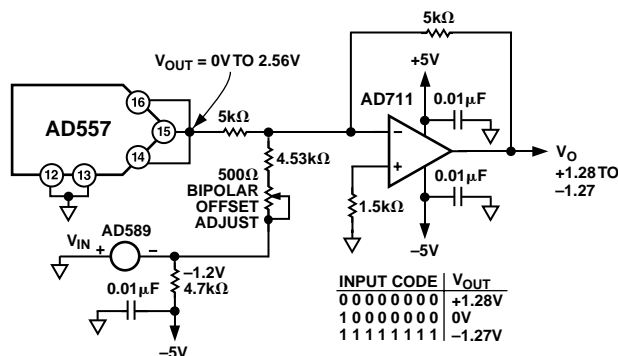 5kΩ
V_OUT = 0V TO 2.56V
+5V
16
AD711
0.01µF
AD557
15
5kΩ
–
+
V_O
+1.28 TO
–1.27
14
4.53kΩ
12
13
500Ω
BIPOLAR
OFFSET
ADJUST
0.01µF
1.5kΩ
AD589
V_IN
+
–
–5V
–1.2V
4.7kΩ
0.01µF
–5V
INPUT CODE V_OUT
0 0 0 0 0 0 0 0 +1.28V
1 0 0 0 0 0 0 0 0V
1 1 1 1 1 1 1 1 –1.27V